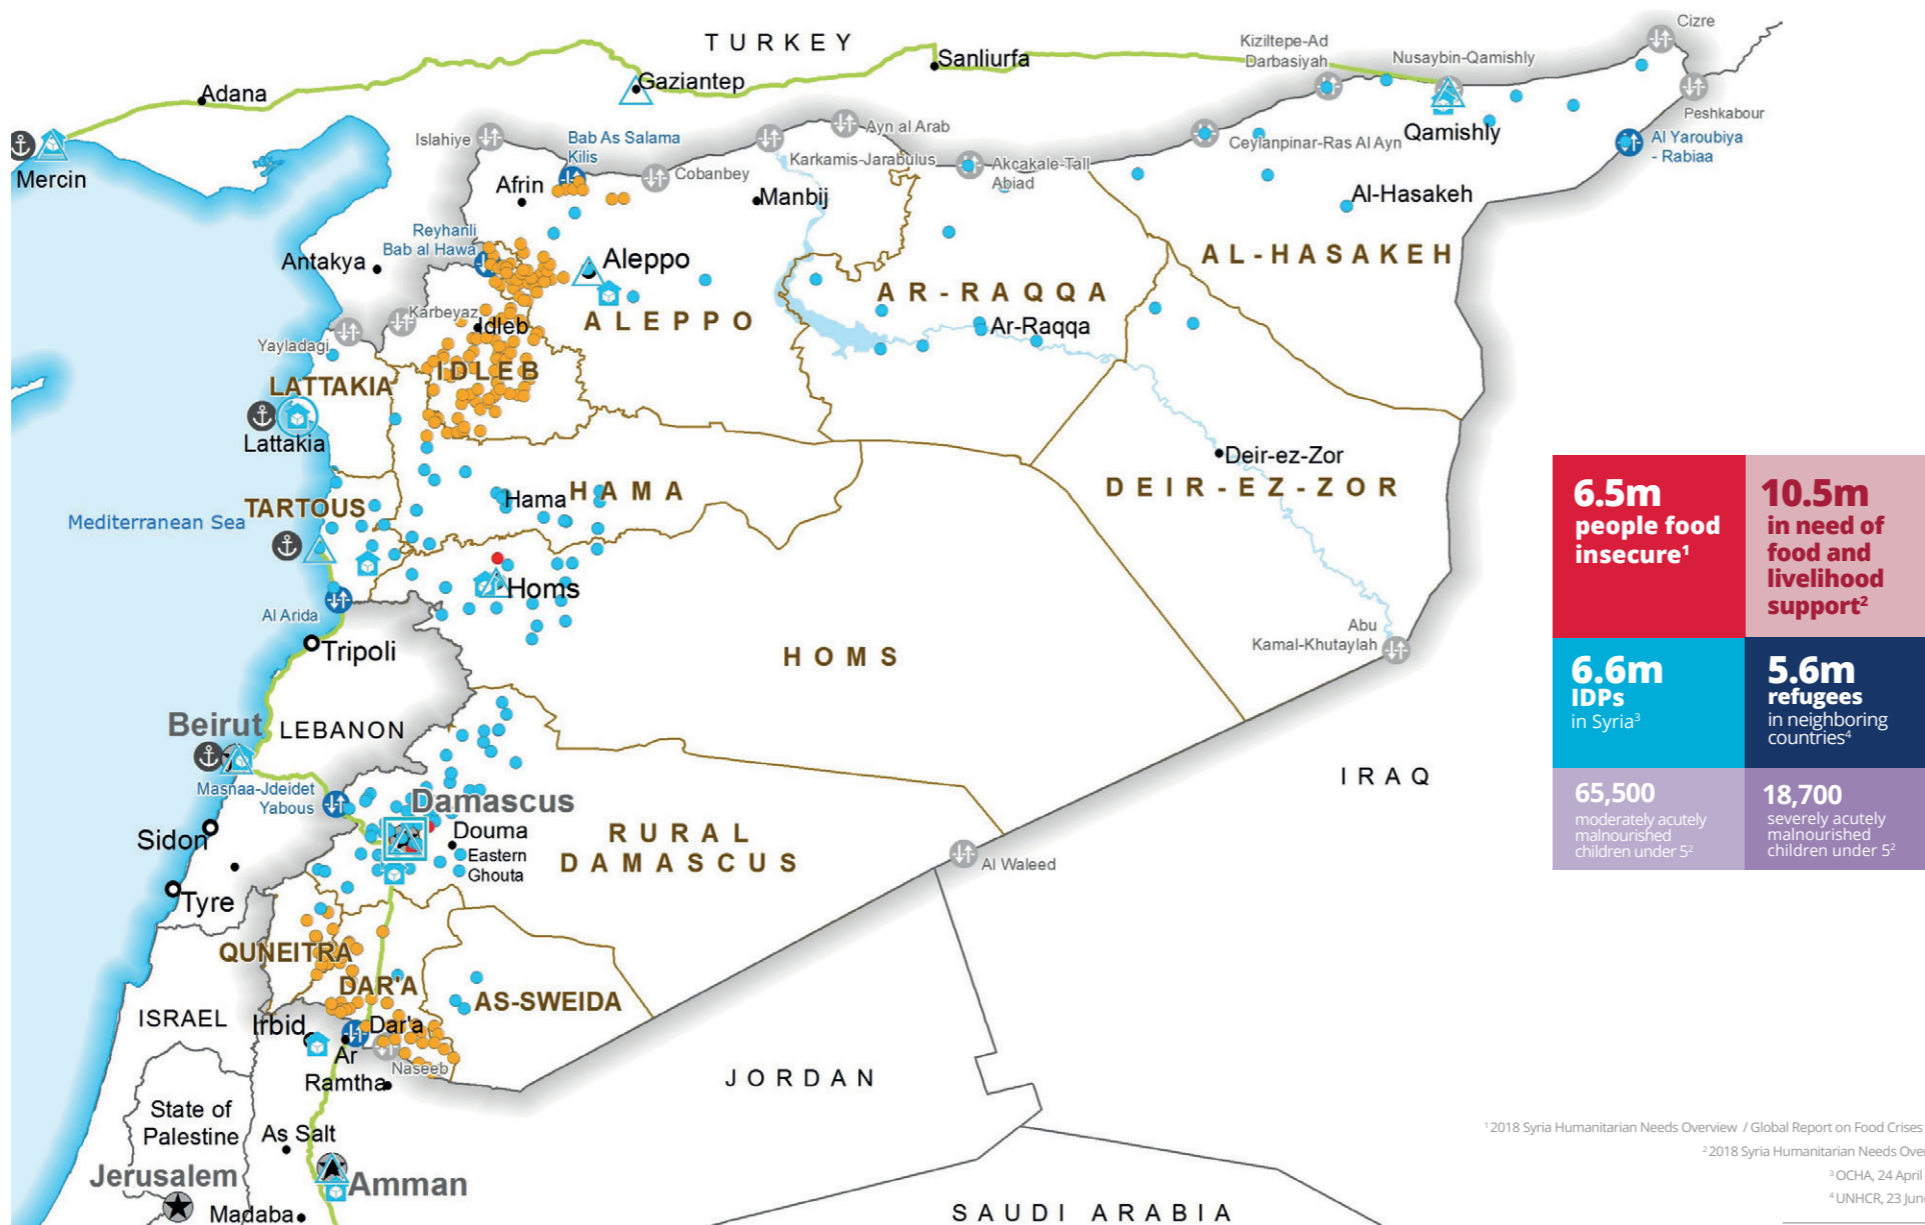 TURKEY
Cizre
Kiziltepe-Ad
Darbasiyah
Nusaybin-Qamishly
Sanliurfa
Gaziantep
Adana
Peshkabour
Islahiye
Bab As Salama
Kilis
Ayn al Arab
Karkamis-Jarabulus
Akcakale-Tall
Abiad
Ceylanpinar-Ras Al Ayn
Qamishly
Al Yaroubiya
- Rabiaa
Mercin
Afrin
Cobanbey
Manbij
Al-Hasakeh
Reyhanli
Bab al Hawa
Antakya
Aleppo
AL-HASAKEH
AR-RAQQA
Karbeyaz
Idleb
ALEPPO
Ar-Raqqa
Yayladagi
IDLEB
LATTAKIA
Lattakia
Deir-ez-Zor
DEIR-EZ-ZOR
Hama
HAMA
TARTOUS
Mediterranean Sea
Homs
Al Arida
Tripoli
HOMS
Abu
Kamal-Khutaylah
Beirut
LEBANON
Masnaa-Jdeidet
Yabous
IRAQ
Damascus
Sidon
Douma
Eastern
Ghouta
RURAL
DAMASCUS
Al Waleed
Tyre
QUNEITRA
DAR'A
AS-SWEIDA
ISRAEL
Irbid
Dar'a
Ar
Ramtha
Naseeb
JORDAN
State of
Palestine
As Salt
Jerusalem
Amman
Madaba
SAUDI ARABIA
6.5m
people food
insecure¹
10.5m
in need of
food and
livelihood
support²
6.6m
IDPs
in Syria³
5.6m
refugees
in neighboring
countries⁴
65,500
moderately acutely
malnourished
children under 5²
18,700
severely acutely
malnourished
children under 5²
¹ 2018 Syria Humanitarian Needs Overview / Global Report on Food Crises
² 2018 Syria Humanitarian Needs
³ OCHA, 24 April
⁴ UNHCR, 23